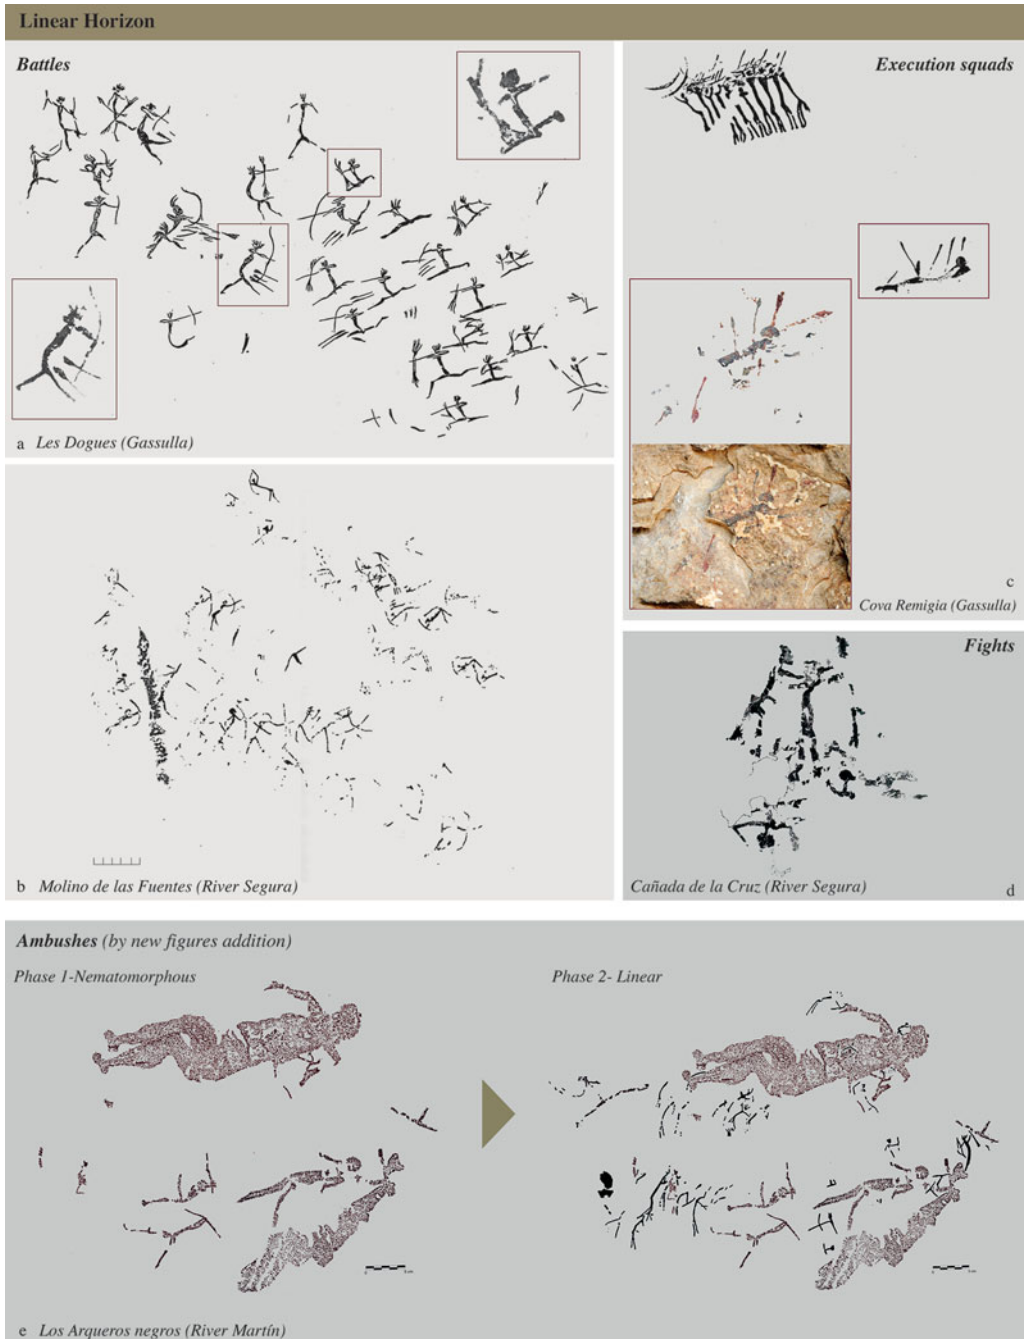 Linear Horizon
Battles
a Les Dogues (Gassulla)
Execution squads
c
Cova Remigia (Gassulla)
b Molino de las Fuentes (River Segura)
Fights
Cañada de la Cruz (River Segura) d
Ambushes (by new figures addition)
Phase 1-Nematomorphous
Phase 2- Linear
e Los Arqueros negros (River Martín)